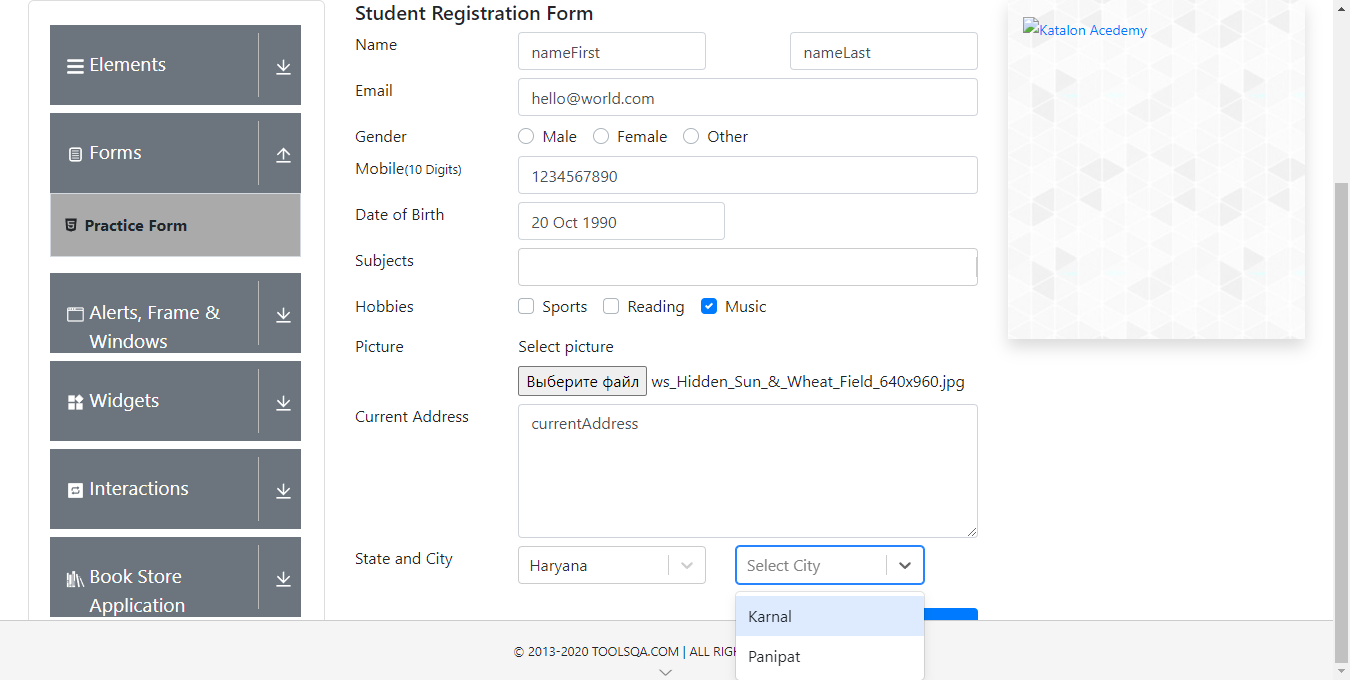 Elements
Forms
Practice Form
Alerts, Frame &
Windows
Widgets
Interactions
Book Store
Application
Student Registration Form
Name
nameFirst
nameLast
Email
hello@world.com
Gender
Male
Female
Other
Mobile(10 Digits)
1234567890
Date of Birth
20 Oct 1990
Subjects
Hobbies
Sports
Reading
Music
Picture
Select picture
Выберите файл
ws_Hidden_Sun_&_Wheat_Field_640x960.jpg
Current Address
currentAddress
State and City
Haryana
Select City
Karnal
Panipat
Katalon Acedemy
© 2013-2020 TOOLSQA.COM | ALL